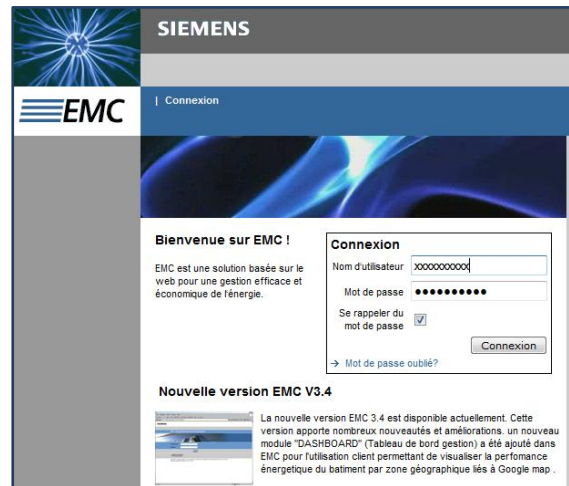 SIEMENS
EMC
| Connexion
Bienvenue sur EMC !
EMC est une solution basée sur le
web pour une gestion efficace et
économique de l'énergie.
Connexion
Nom d'utilisateur xxxxxxxxxx
Mot de passe ●●●●●●●●●●
Se rappeler du
mot de passe
Connexion
→ Mot de passe oublié?
Nouvelle version EMC V3.4
La nouvelle version EMC 3.4 est disponible actuellement. Cette
version apporte nombreux nouveautés et améliorations. un nouveau
module "DASHBOARD" (Tableau de bord gestion) a été ajouté dans
EMC pour l'utilisation client permettant de visualiser la perfomance
énergetique du batiment par zone géographique liés à Google map .